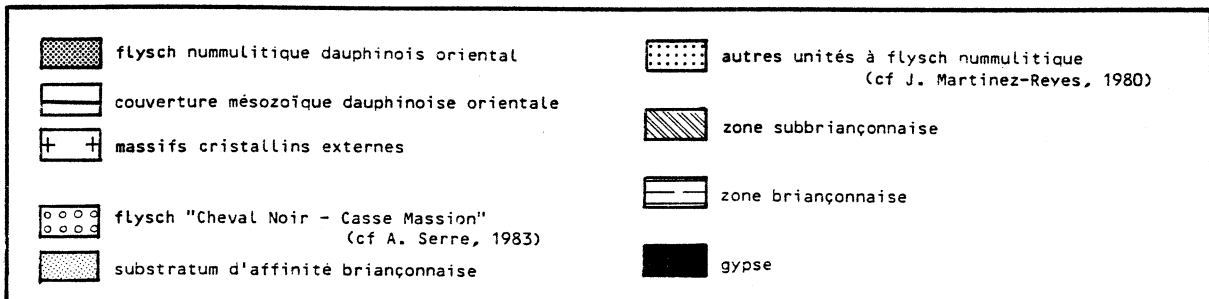 flysch nummulitique dauphinois oriental
couverture mésozoïque dauphinoise orientale
massifs cristallins externes
flysch "Cheval Noir - Casse Massion"
(cf A. Serre, 1983)
substratum d'affinité briançonnaise
autres unités à flysch nummulitique
(cf J. Martinez-Reyes, 1980)
zone subbriançonnaise
zone briançonnaise
gypse